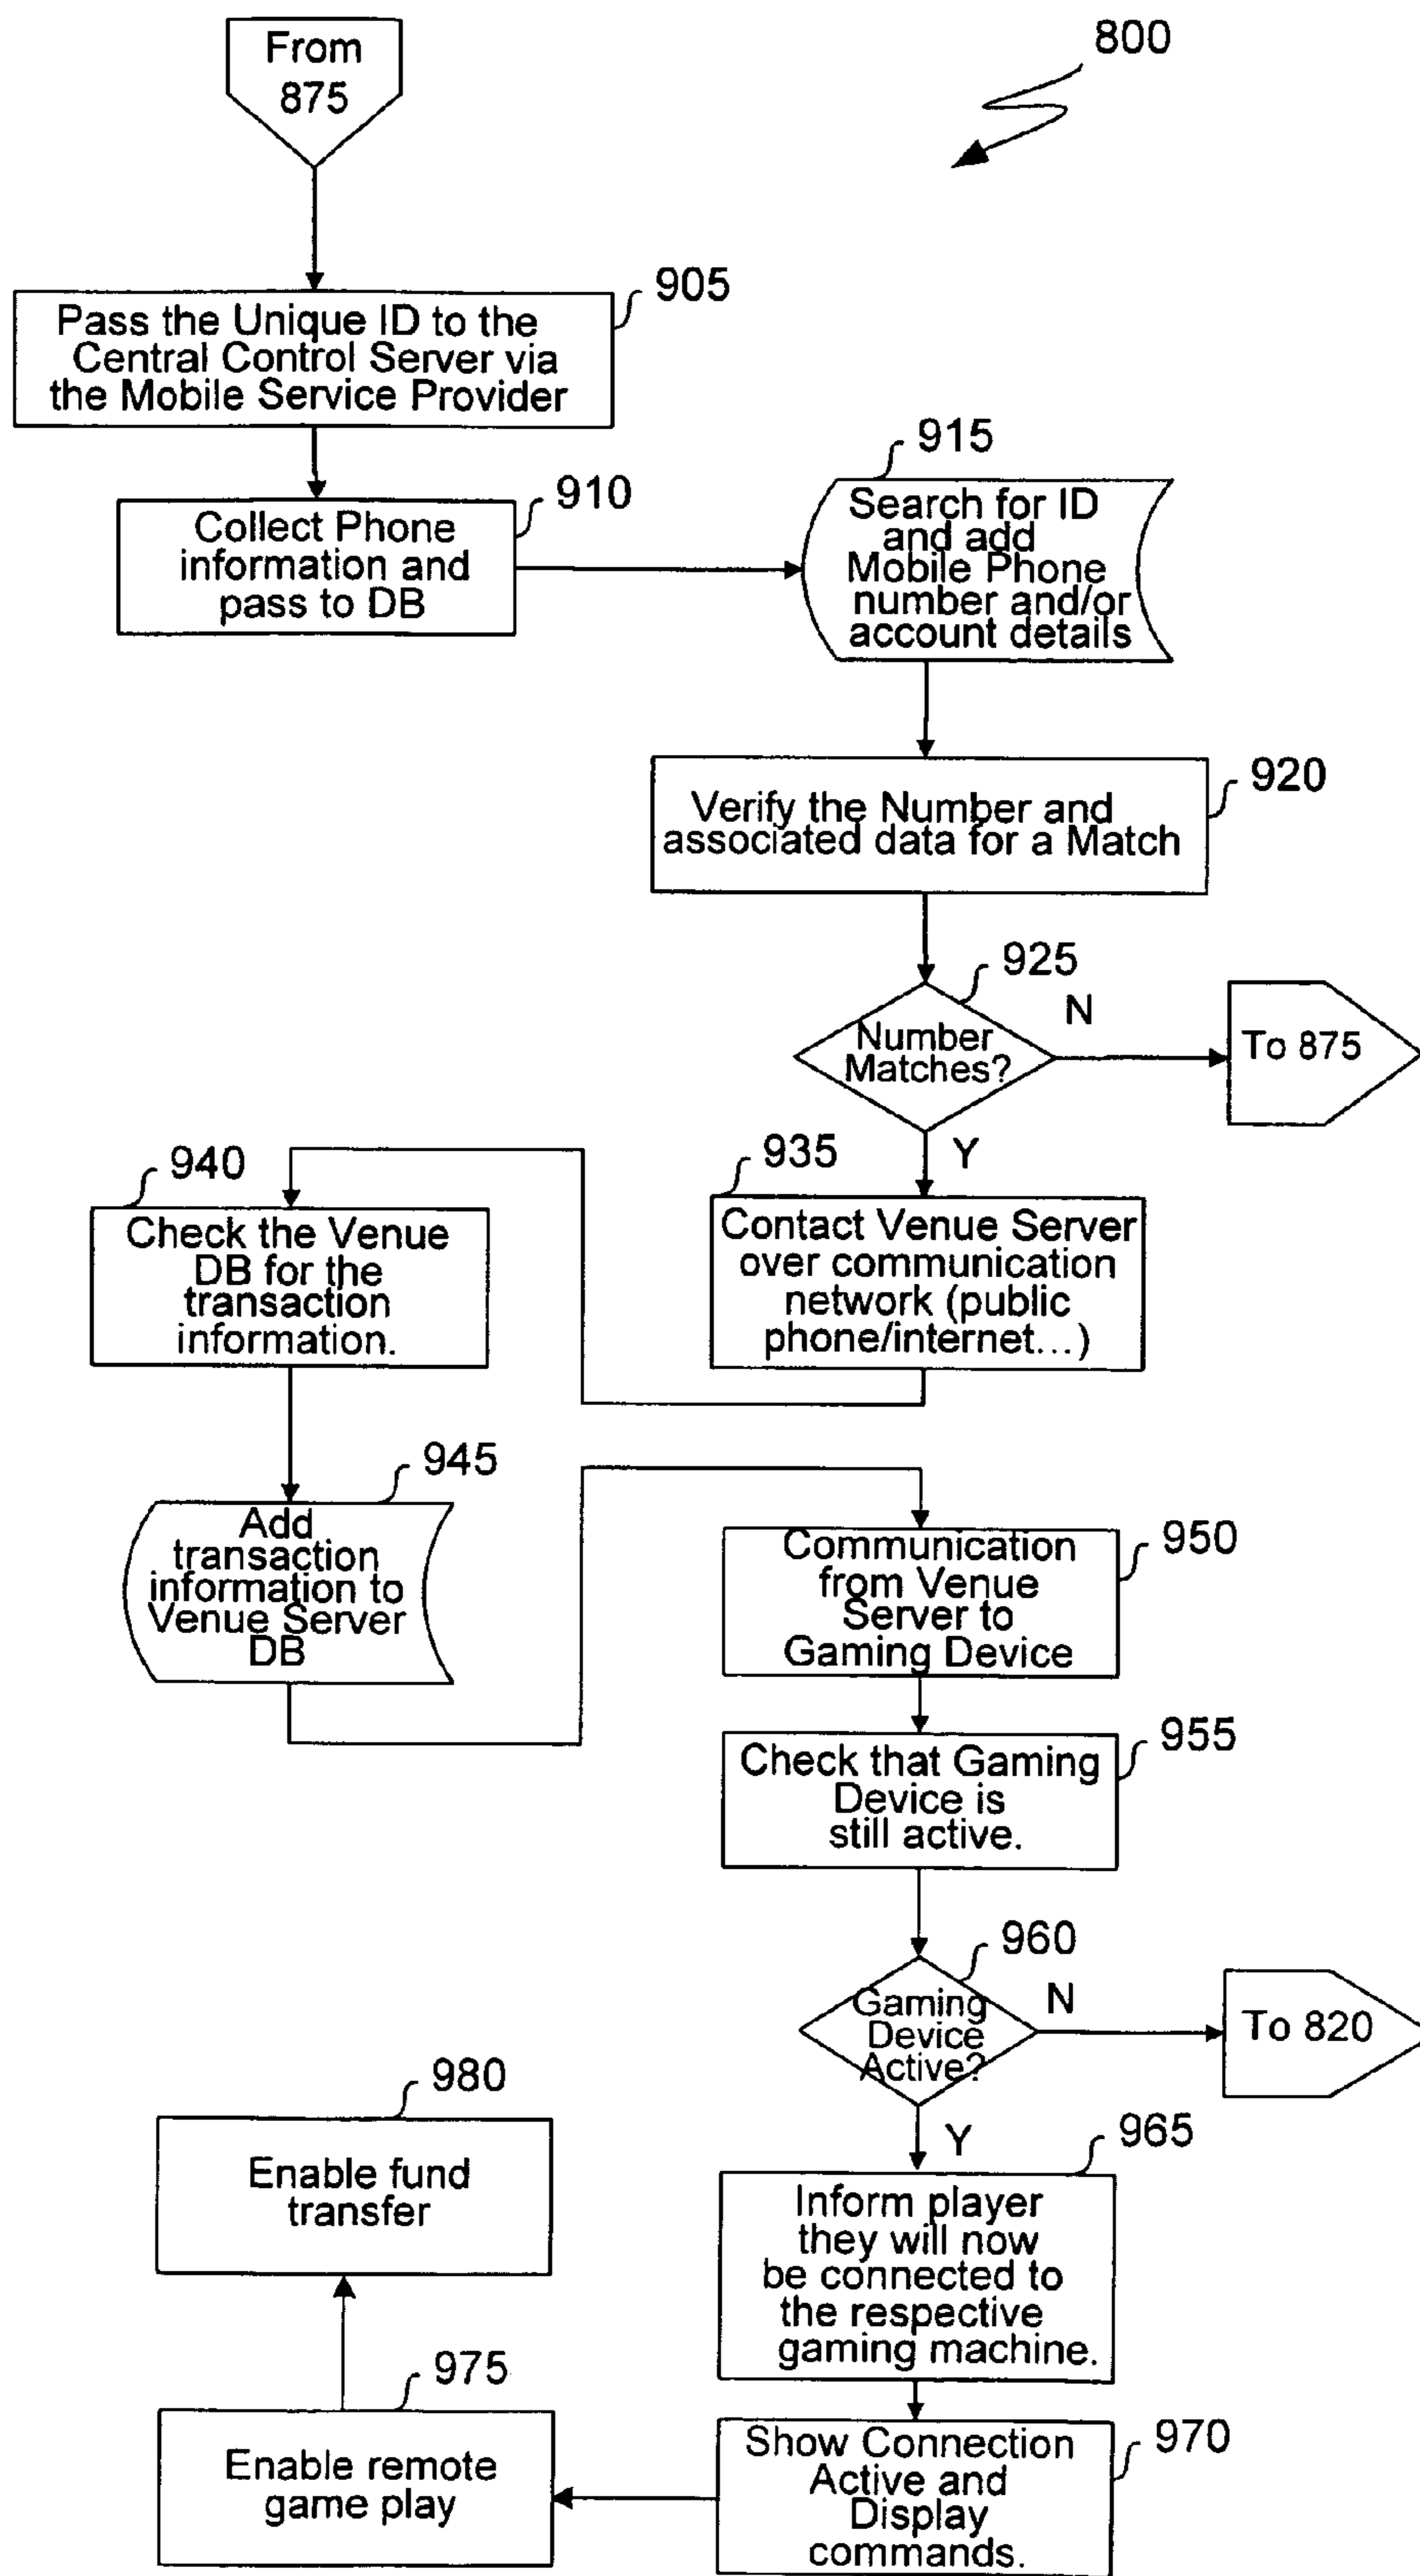 From
875
800
905
Pass the Unique ID to the
Central Control Server via
the Mobile Service Provider
910
Collect Phone
information and
pass to DB
915
Search for ID
and add
Mobile Phone
number and/or
account details
920
Verify the Number and
associated data for a Match
925
Number
Matches?
N
To 875
Y
935
Contact Venue Server
over communication
network (public
phone/internet...)
940
Check the Venue
DB for the
transaction
information.
945
Add
transaction
information to
Venue Server
DB
950
Communication
from Venue
Server to
Gaming Device
955
Check that Gaming
Device is
still active.
960
Gaming
Device
Active?
N
To 820
Y
965
Inform player
they will now
be connected to
the respective
gaming machine.
970
Show Connection
Active and
Display
commands.
975
Enable remote
game play
980
Enable fund
transfer